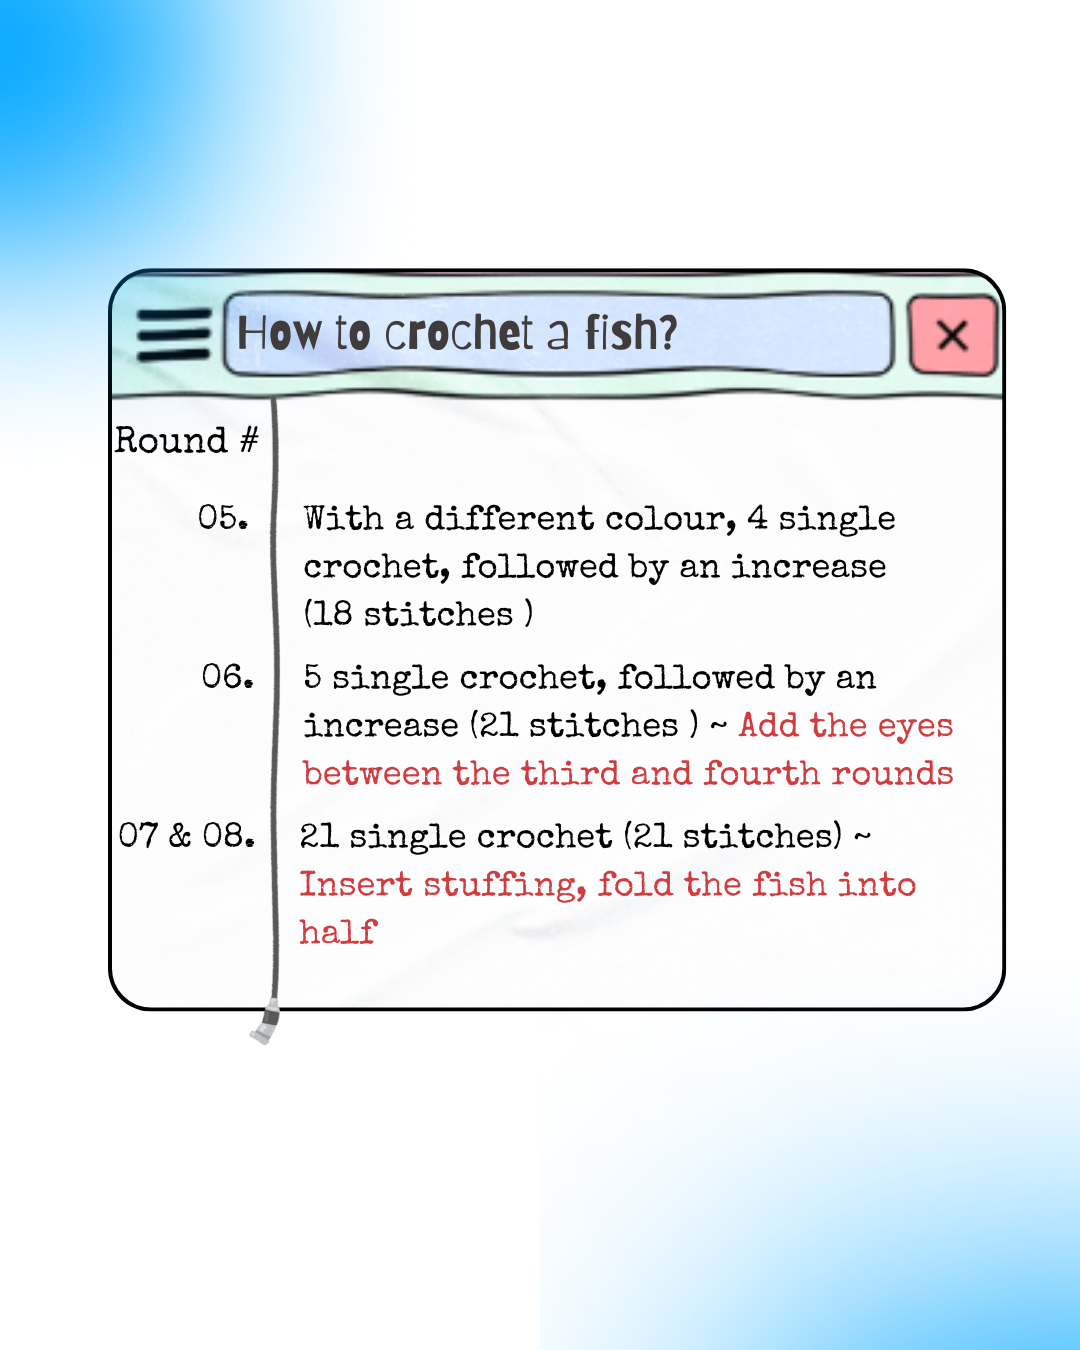 How to crochet a fish?
Round #
05.
With a different colour, 4 single
crochet, followed by an increase
(18 stitches )
06.
5 single crochet, followed by an
increase (21 stitches ) ~ Add the eyes
between the third and fourth rounds
07 & 08.
21 single crochet (21 stitches) ~
Insert stuffing, fold the fish into
half